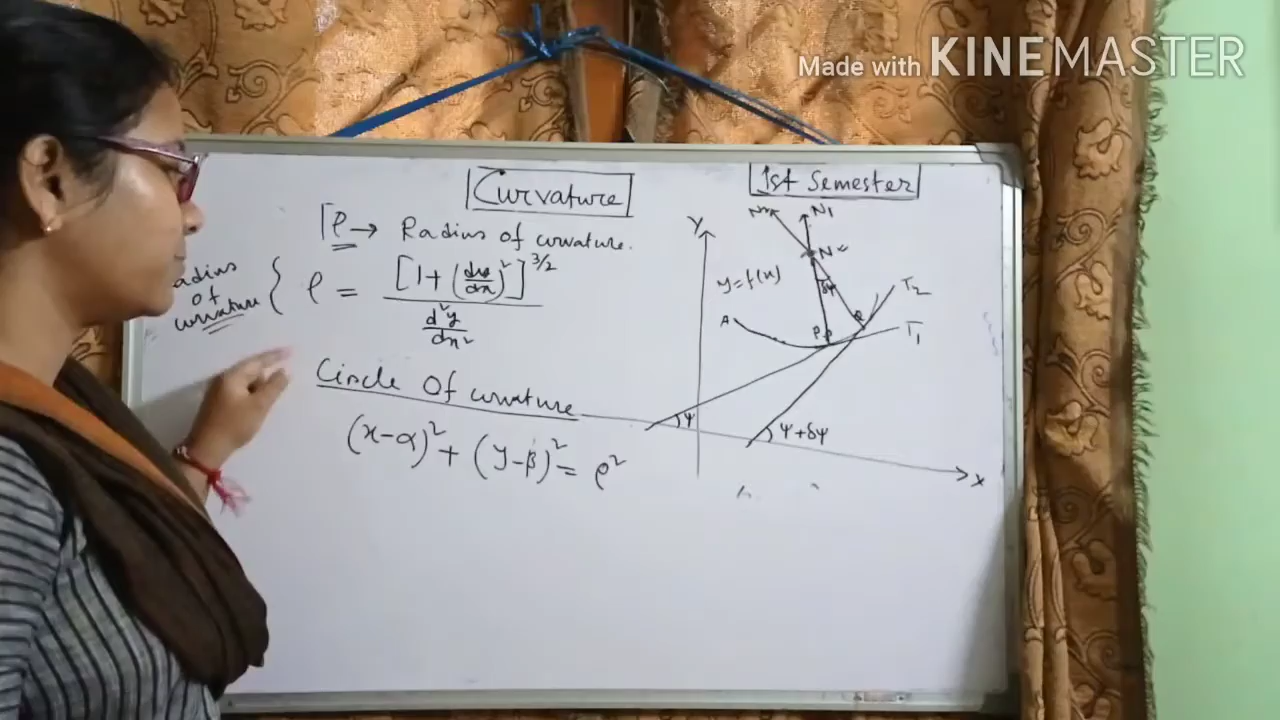 Made with KINEMASTER
Curvature
1st Semester
ρ → Radius of curvature.
Radius
of
curvature { ρ = [1+(dy/dx)²]^3/2 / d²y/dx²
Circle Of curvature
(x-α)² + (y-β)² = ρ²
Y
N1
N
y=f(x)
δψ
A
P
Q
T2
T1
ψ
ψ+δψ
X